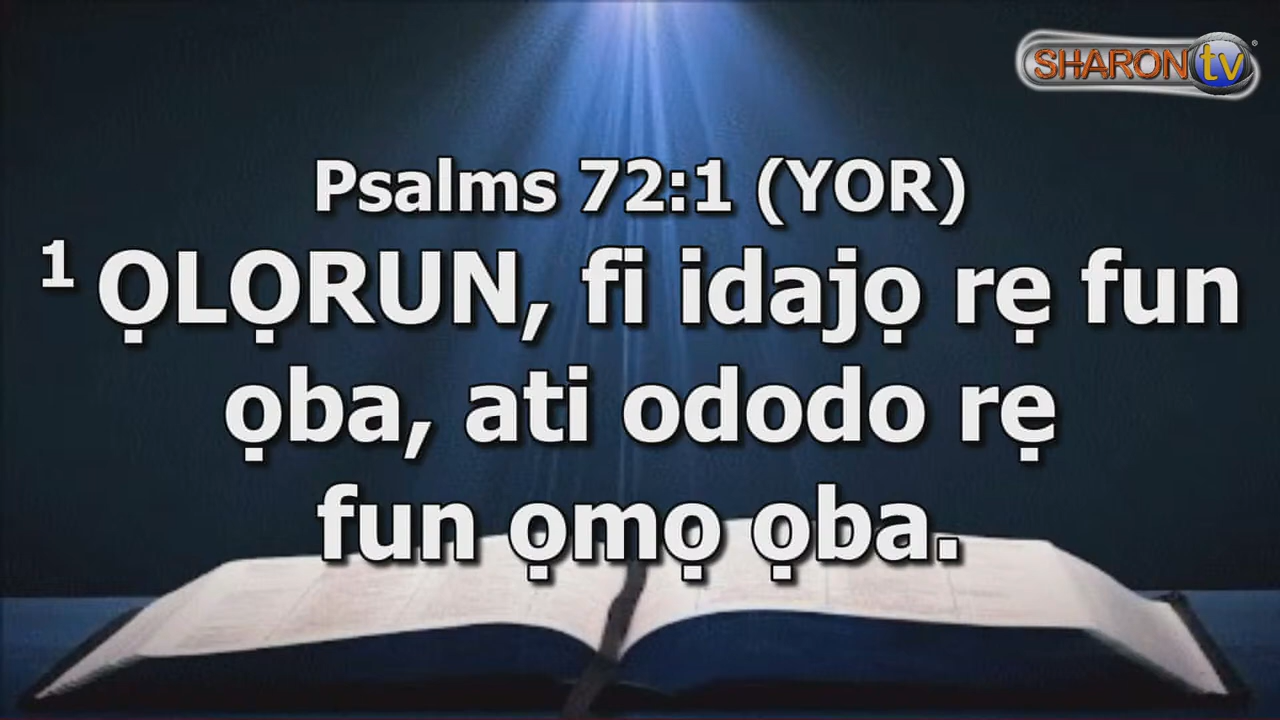 SHARON tv
Psalms 72:1 (YOR)
1 ỌLỌRUN, fi idajọ rẹ fun
ọba, ati ododo rẹ
fun ọmọ ọba.